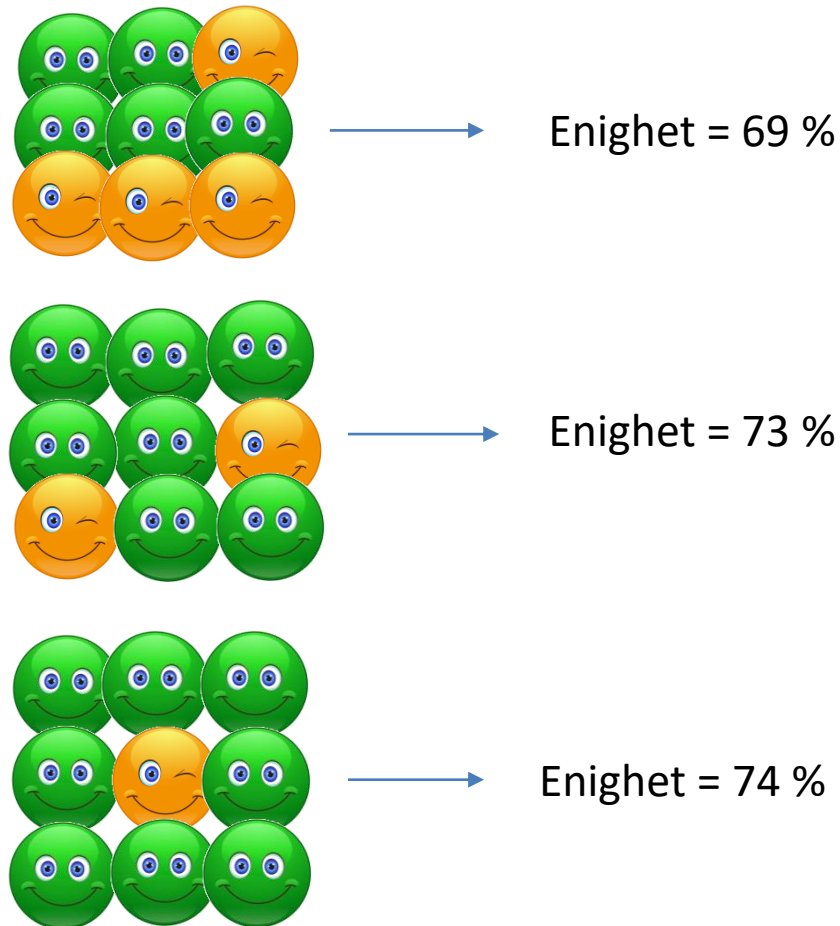 Enighet = 69 %
Enighet = 73 %
Enighet = 74 %